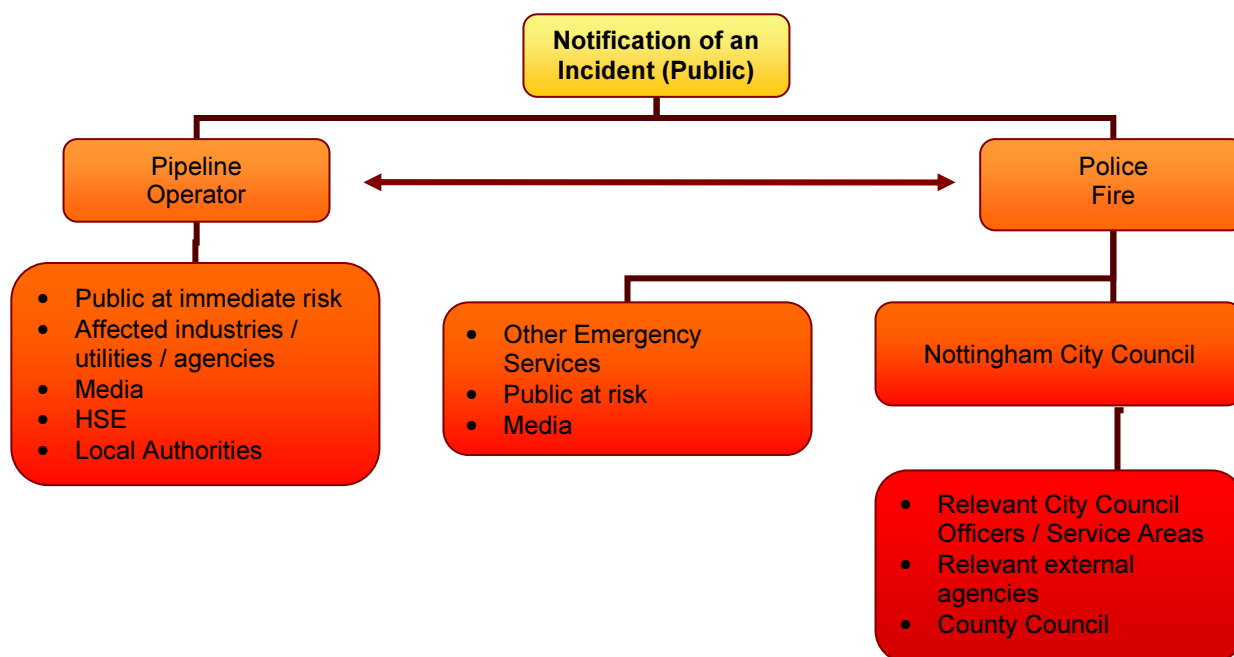 Notification of an
Incident (Public)
Pipeline
Operator
Police
Fire
• Public at immediate risk
• Affected industries /
utilities / agencies
• Media
• HSE
• Local Authorities
• Other Emergency
Services
• Public at risk
• Media
Nottingham City Council
• Relevant City Council
Officers / Service Areas
• Relevant external
agencies
• County Council